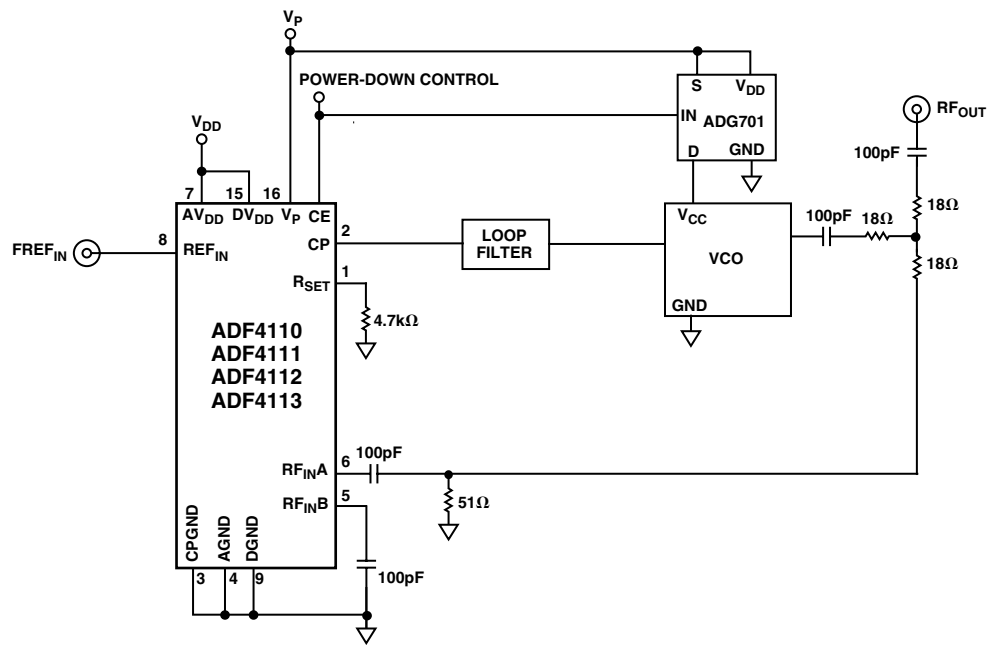 VP
POWER-DOWN CONTROL
S VDD
IN ADG701
D GND
RFOUT
100pF
18Ω
VDD
7 15 16
AVDD DVDD VP CE
FREFIN
8
REFIN
CP
2
LOOP
FILTER
VCC
VCO
GND
100pF
18Ω
18Ω
RSET
1
4.7kΩ
ADF4110
ADF4111
ADF4112
ADF4113
RFINA
6
100pF
51Ω
RFINB
5
100pF
CPGND
AGND
DGND
3 4 9